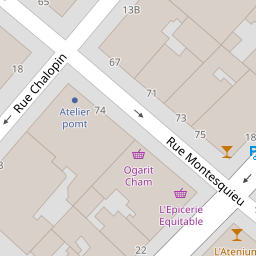 70
13B
18
Rue Chalopin
67
Atelier
pomt
74
71
73
75
Rue Montesquieu
Ogarit
Cham
L'Epicerie
Equitable
22
L'Atenium